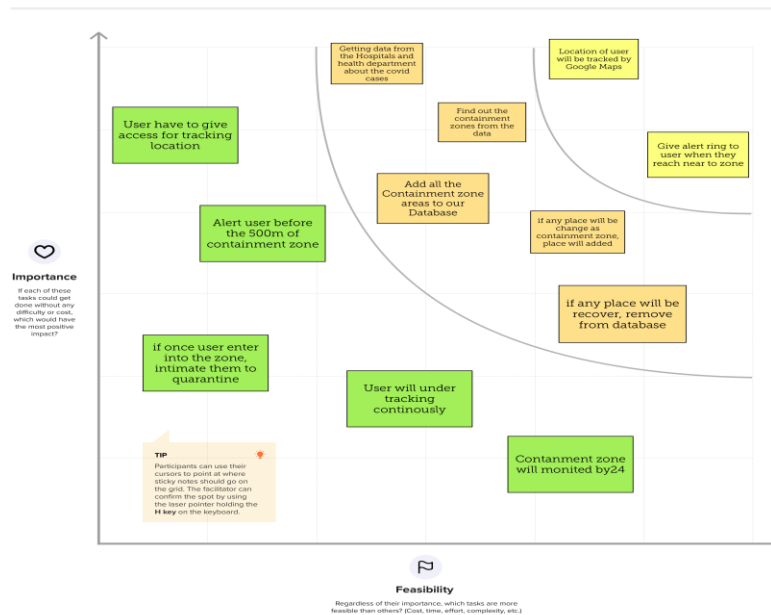 Getting data from
the Hospitals and
health department
about the covid
cases
Location of user
will be tracked by
Google Maps
User have to give
access for tracking
location
Find out the
containment
zones from the
data
Give alert ring to
user when they
reach near to zone
Add all the
Containment zone
areas to our
Database
Alert user before
the 500m of
containment zone
if any place will be
change as
containment zone,
place will added
Importance
If each of these
tasks could get
done without any
difficulty or cost,
which would have
the most positive
impact?
if any place will be
recover, remove
from database
if once user enter
into the zone,
intimate them to
quarantine
User will under
tracking
continously
Contanment zone
will monited by24
TIP
Participants can use their
cursors to point at where
sticky notes should go on
the grid. The facilitator can
confirm the spot by using
the laser pointer holding the
H key on the keyboard.
Feasibility
Regardless of their importance, which tasks are more
feasible than others? (Cost, time, effort, complexity, etc.)